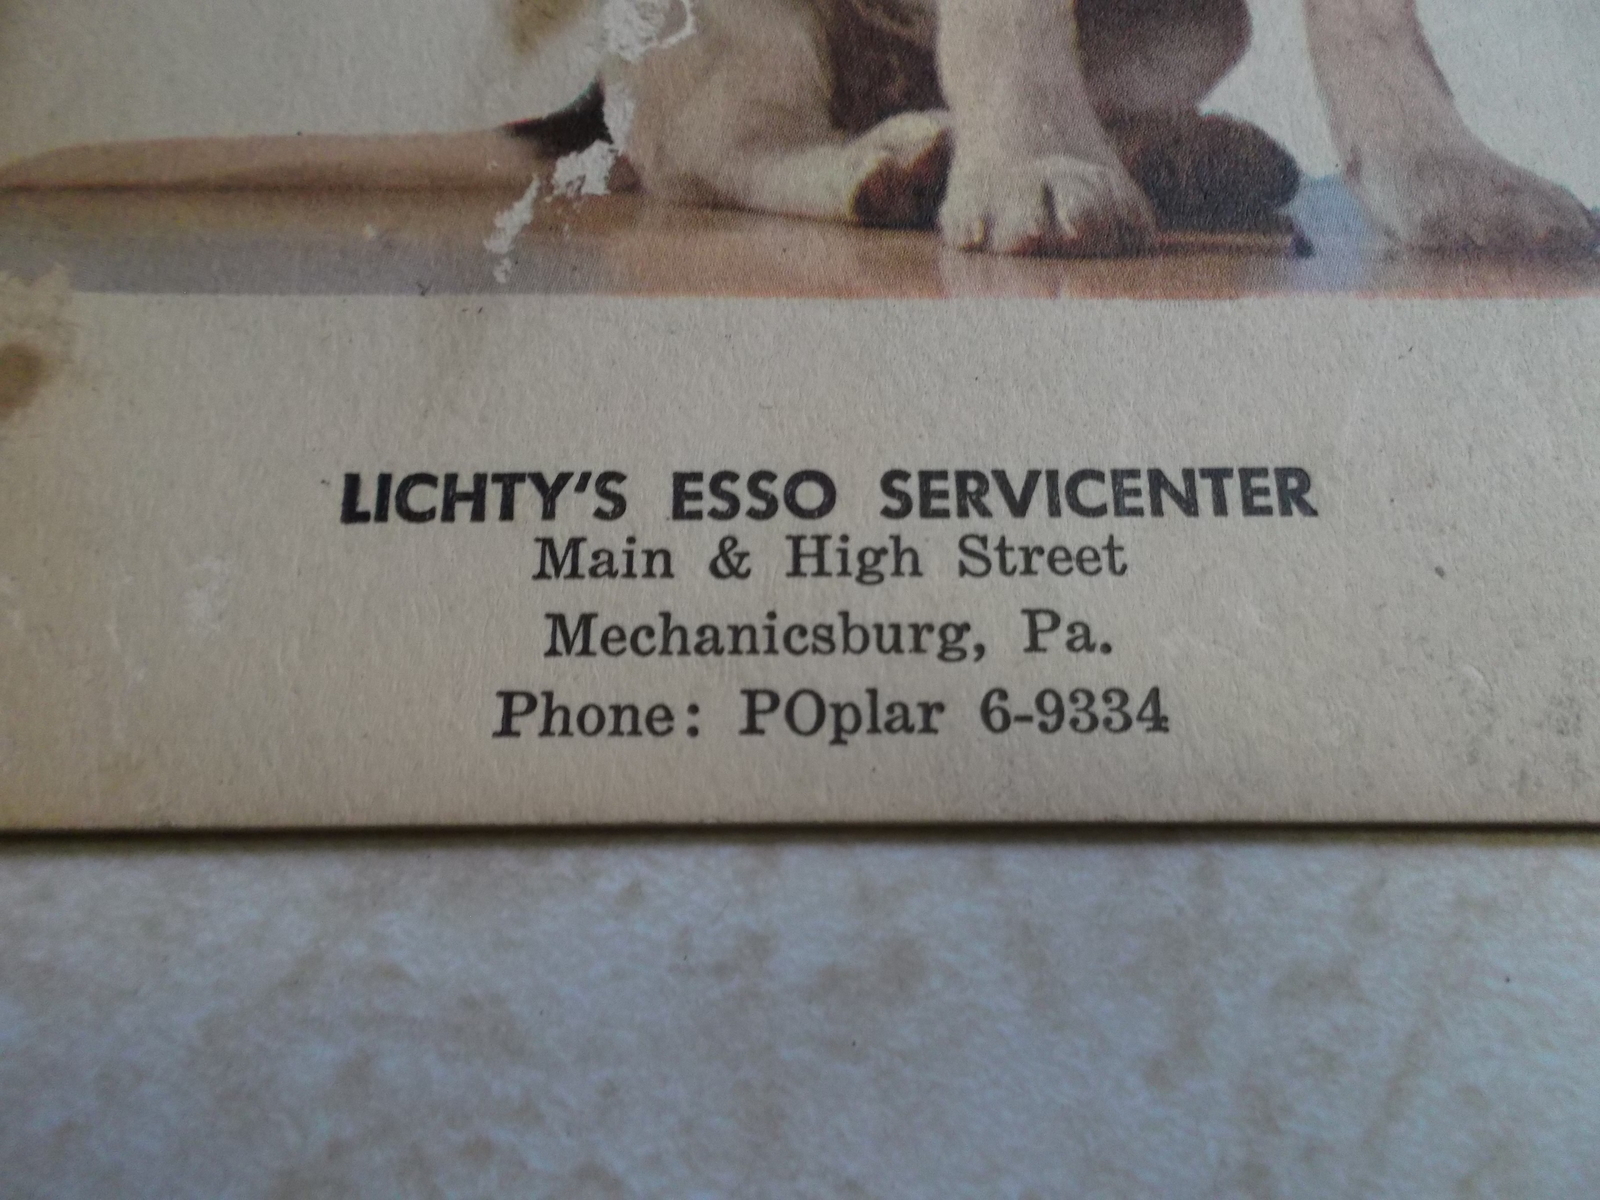 LICHTY'S ESSO SERVICENTER
Main & High Street
Mechanicsburg, Pa.
Phone: POplar 6-9334